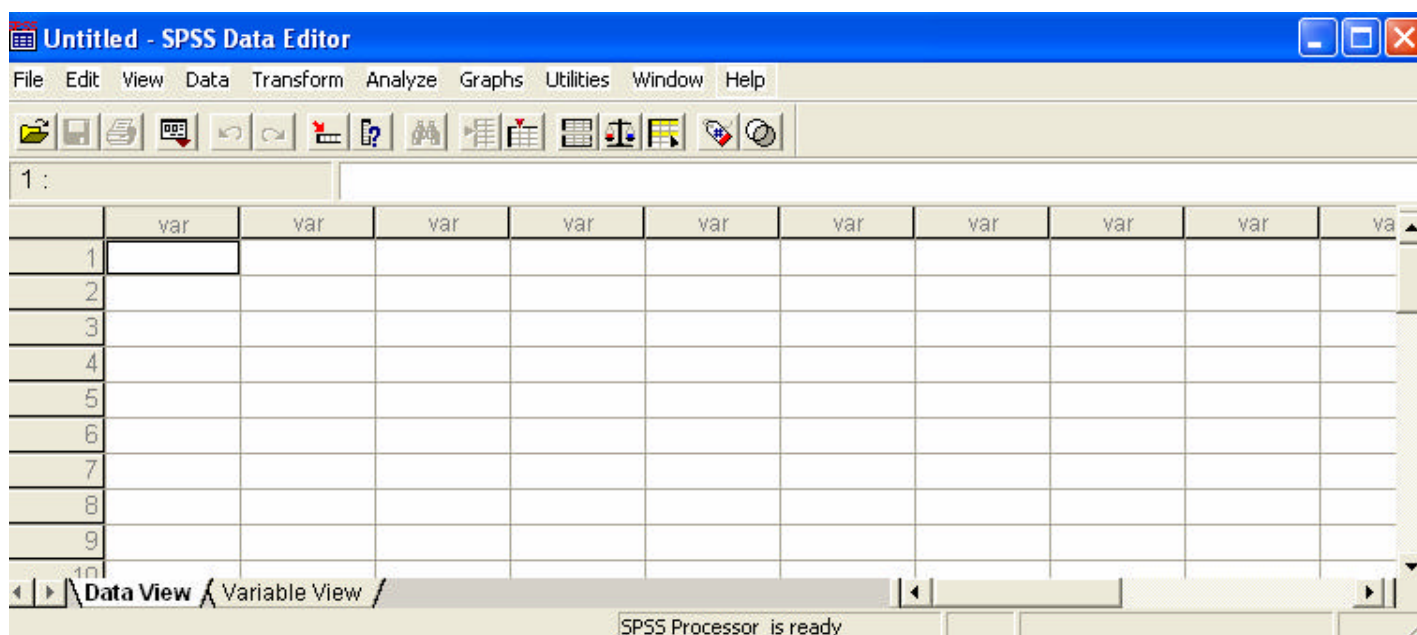 Untitled - SPSS Data Editor
File Edit View Data Transform Analyze Graphs Utilities Window Help
1 :
var var var var var var var var var va
1
2
3
4
5
6
7
8
9
10
Data View Variable View
SPSS Processor is ready